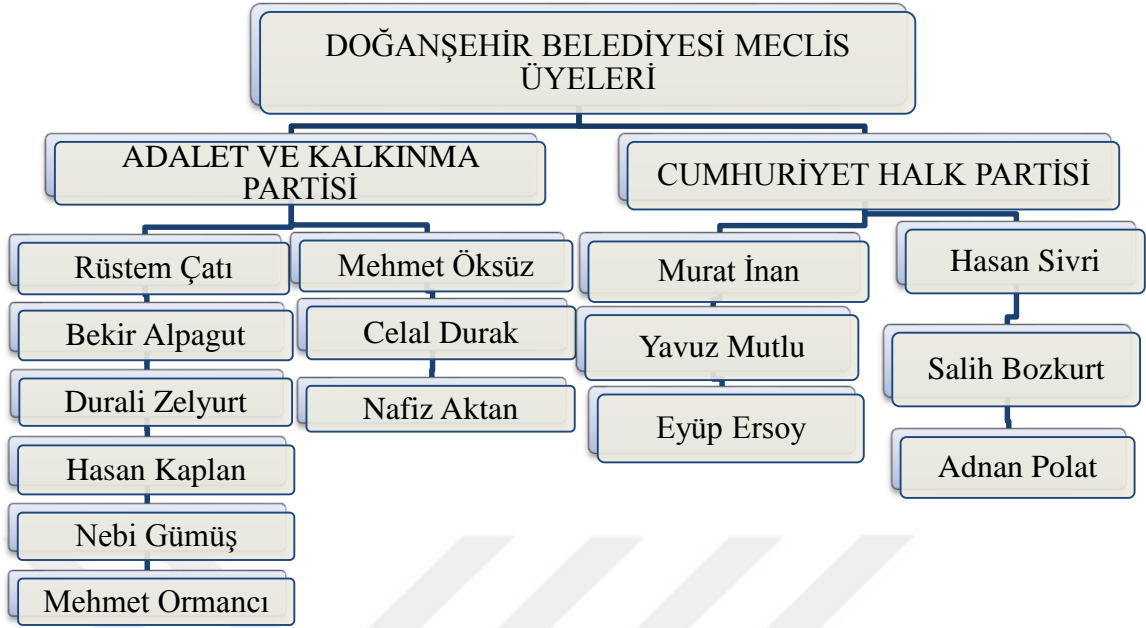 DOĞANŞEHİR BELEDİYESİ MECLİS
ÜYELERİ
ADALET VE KALKINMA
PARTİSİ
Rüstem Çatı
Bekir Alpagut
Durali Zelyurt
Hasan Kaplan
Nebi Gümüş
Mehmet Ormancı
Mehmet Öksüz
Celal Durak
Nafiz Aktan
CUMHURİYET HALK PARTİSİ
Murat İnan
Yavuz Mutlu
Eyüp Ersoy
Hasan Sivri
Salih Bozkurt
Adnan Polat